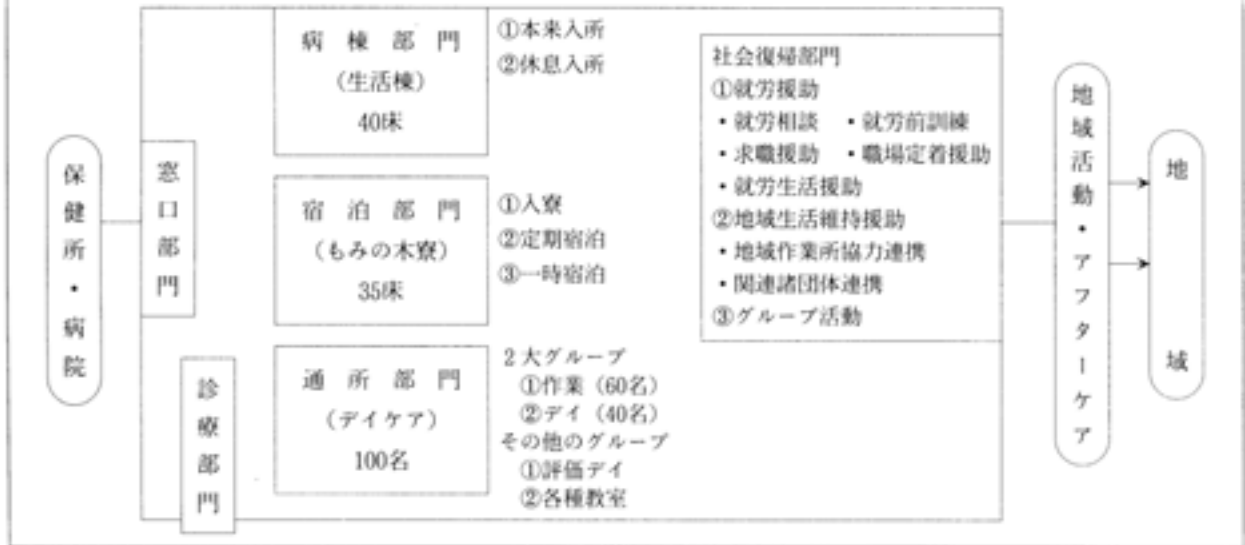 保健所・病院
窓口部門
診療部門
病棟部門
(生活棟)
40床
①本来入所
②休息入所
宿泊部門
(もみの木寮)
35床
①入寮
②定期宿泊
③一時宿泊
通所部門
(デイケア)
100名
2大グループ
①作業(60名)
②デイ(40名)
その他のグループ
①評価デイ
②各種教室
社会復帰部門
①就労援助
・就労相談 ・就労前訓練
・求職援助 ・職場定着援助
・就労生活援助
②地域生活維持援助
・地域作業所協力連携
・関連諸団体連携
③グループ活動
地域活動・アフターケア
地域